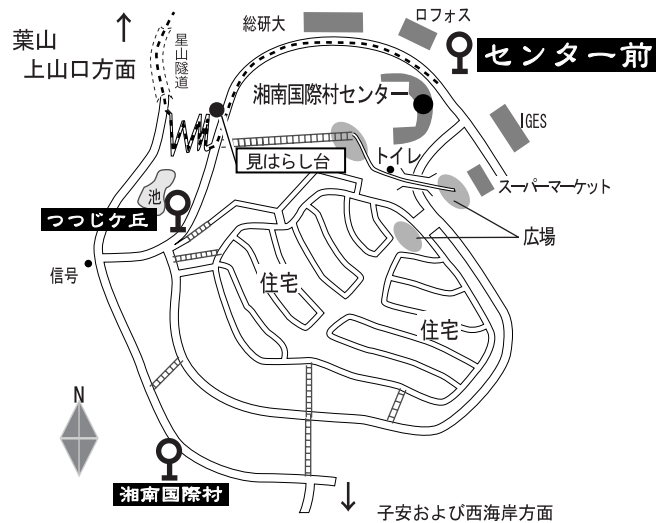 葉山
上山口方面
星山隧道
総研大
ロフォス
センター前
湘南国際村センター
IGES
見はらし台
トイレ
スーパーマーケット
池
つつじケ丘
広場
信号
住宅
住宅
N
湘南国際村
子安および西海岸方面